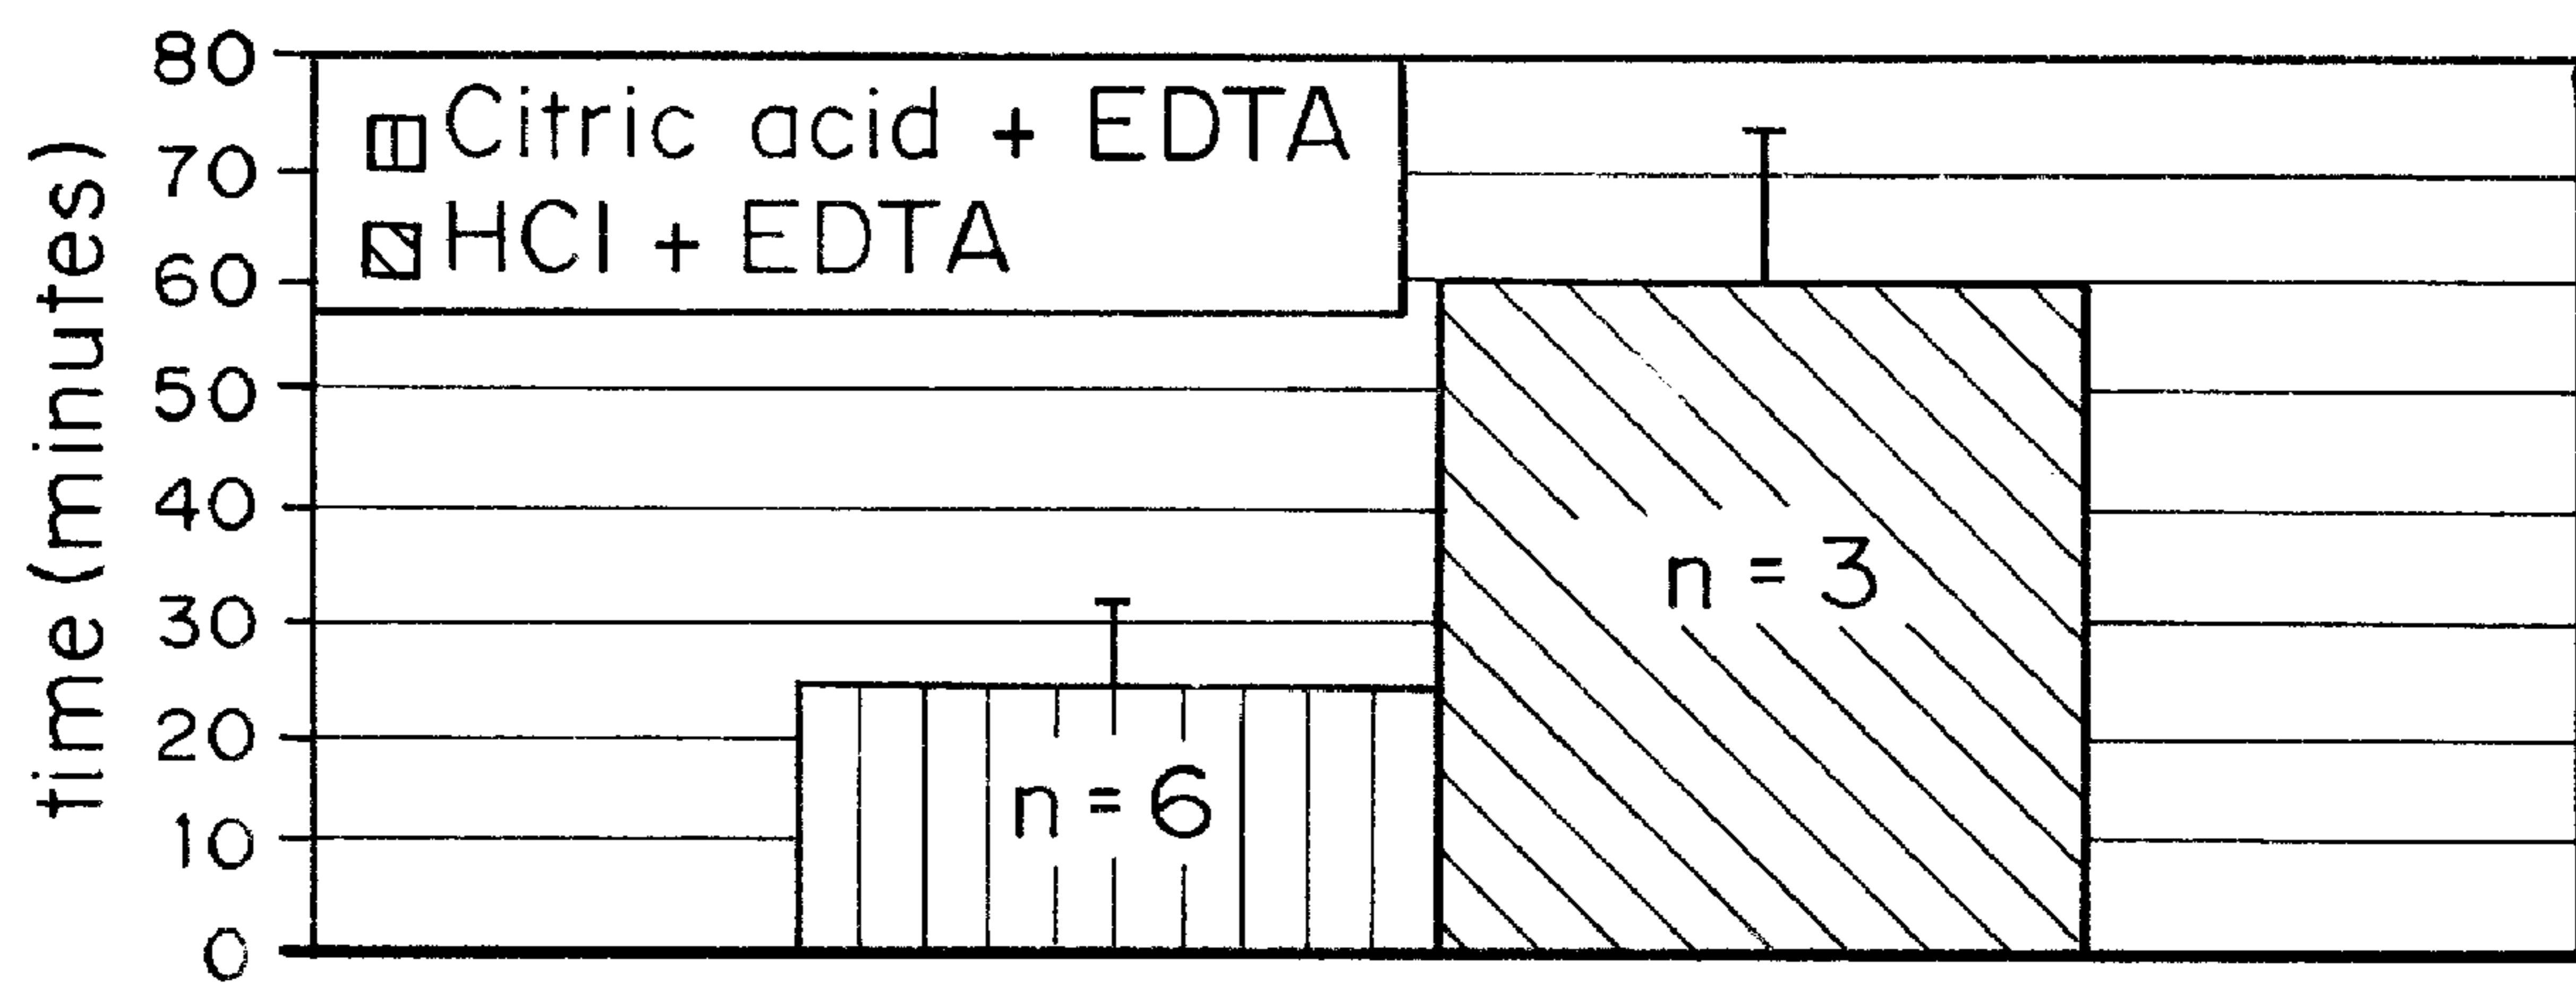 time (minutes)
80
70
60
50
40
30
20
10
0
Citric acid + EDTA
HCl + EDTA
n = 6
n = 3